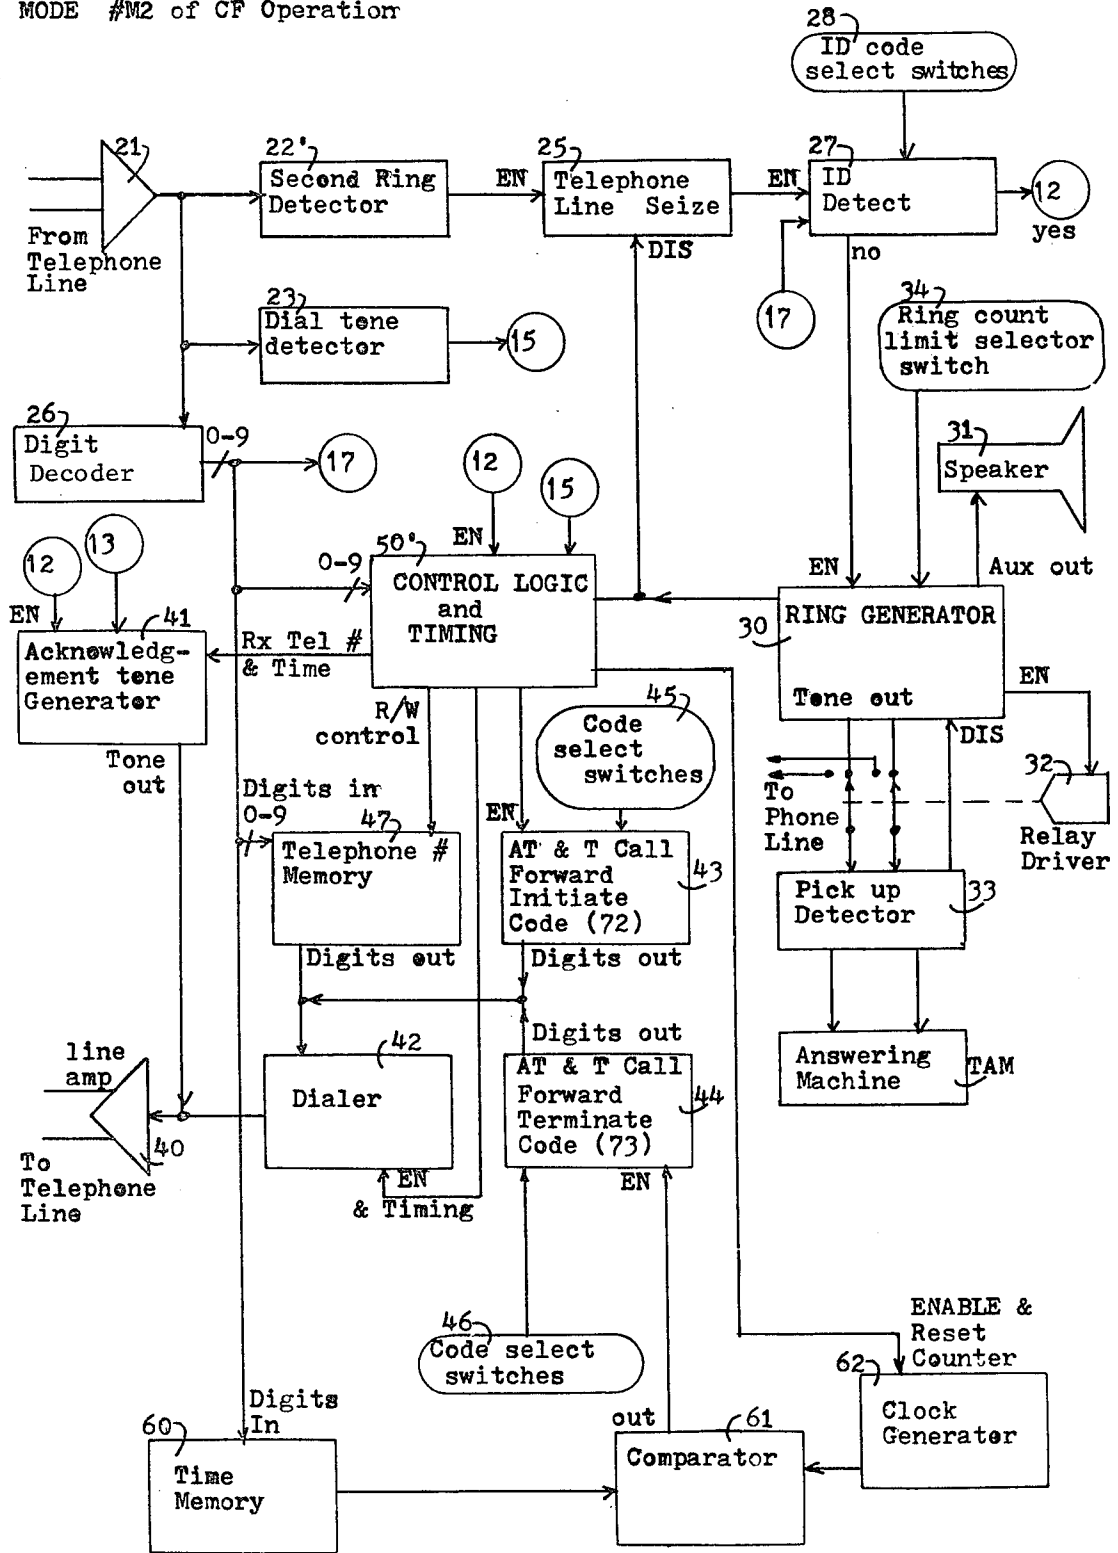 MODE #M2 of CF Operation
28
ID code
select switches
21
From
Telephone
Line
22'
Second Ring
Detector
EN
25
Telephone
Line Seize
DIS
EN
27
ID
Detect
12
yes
no
17
23
Dial tone
detector
15
34
Ring count
limit selector
switch
26
Digit
Decoder
0-9
17
12
15
31
Speaker
12
13
EN
41
Acknowledg-
ement tone
Generator
Tone
out
Rx Tel #
& Time
0-9
EN
50'
CONTROL LOGIC
and
TIMING
EN
Aux out
30
RING GENERATOR
Tone out
EN
DIS
R/W
control
45
Code
select
switches
To
Phone
Line
32
Relay
Driver
Digits in
0-9
47
Telephone #
Memory
Digits out
EN
AT & T Call
Forward
Initiate
Code (72)
43
Digits out
Pick up
Detector
33
line
amp
40
To
Telephone
Line
42
Dialer
EN
& Timing
Digits out
AT & T Call
Forward
Terminate
Code (73)
44
EN
Answering
Machine
TAM
46
Code select
switches
ENABLE &
Reset
Counter
62
Clock
Generator
Digits
In
60
Time
Memory
out
61
Comparator